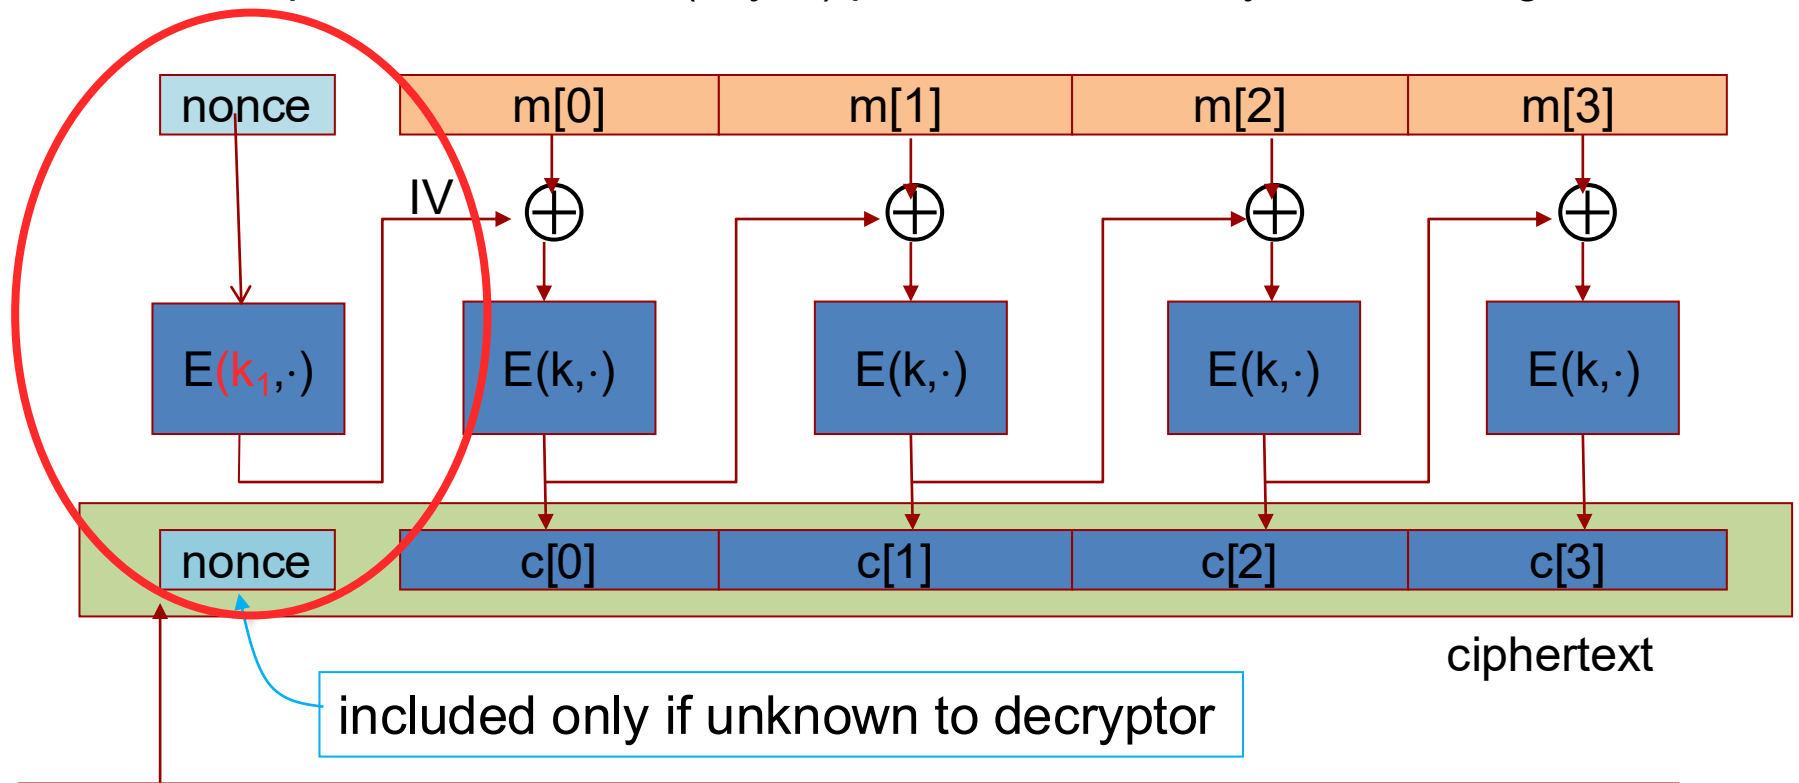 nonce m[0] m[1] m[2] m[3]
IV
E(k₁,·) E(k,·) E(k,·) E(k,·) E(k,·)
nonce c[0] c[1] c[2] c[3]
ciphertext
included only if unknown to decryptor